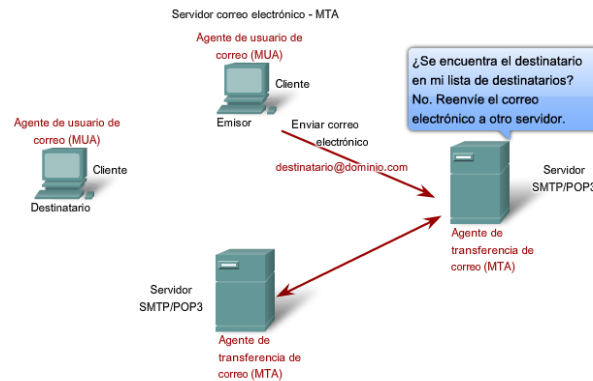 Servidor correo electrónico - MTA
Agente de usuario de
correo (MUA)
Cliente
Emisor
Enviar correo
electrónico
destinatario@dominio.com
¿Se encuentra el destinatario
en mi lista de destinatarios?
No. Reenvíe el correo
electrónico a otro servidor.
Agente de usuario de
correo (MUA)
Cliente
Destinatario
Servidor
SMTP/POP3
Agente de
transferencia de
correo (MTA)
Servidor
SMTP/POP3
Agente de
transferencia de
correo (MTA)